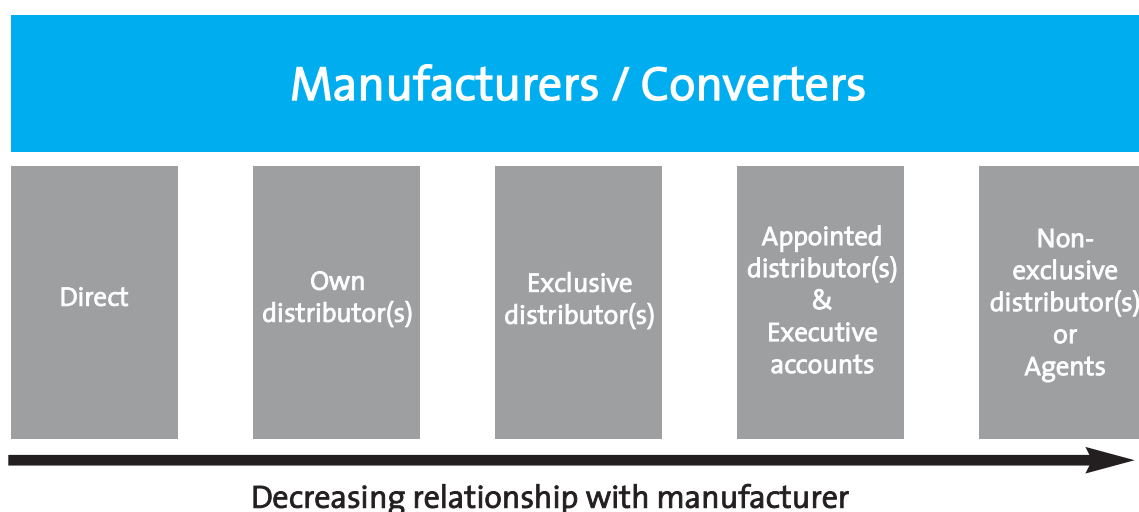 Manufacturers / Converters
Direct
Own
distributor(s)
Exclusive
distributor(s)
Appointed
distributor(s)
&
Executive
accounts
Non-
exclusive
distributor(s)
or
Agents
Decreasing relationship with manufacturer